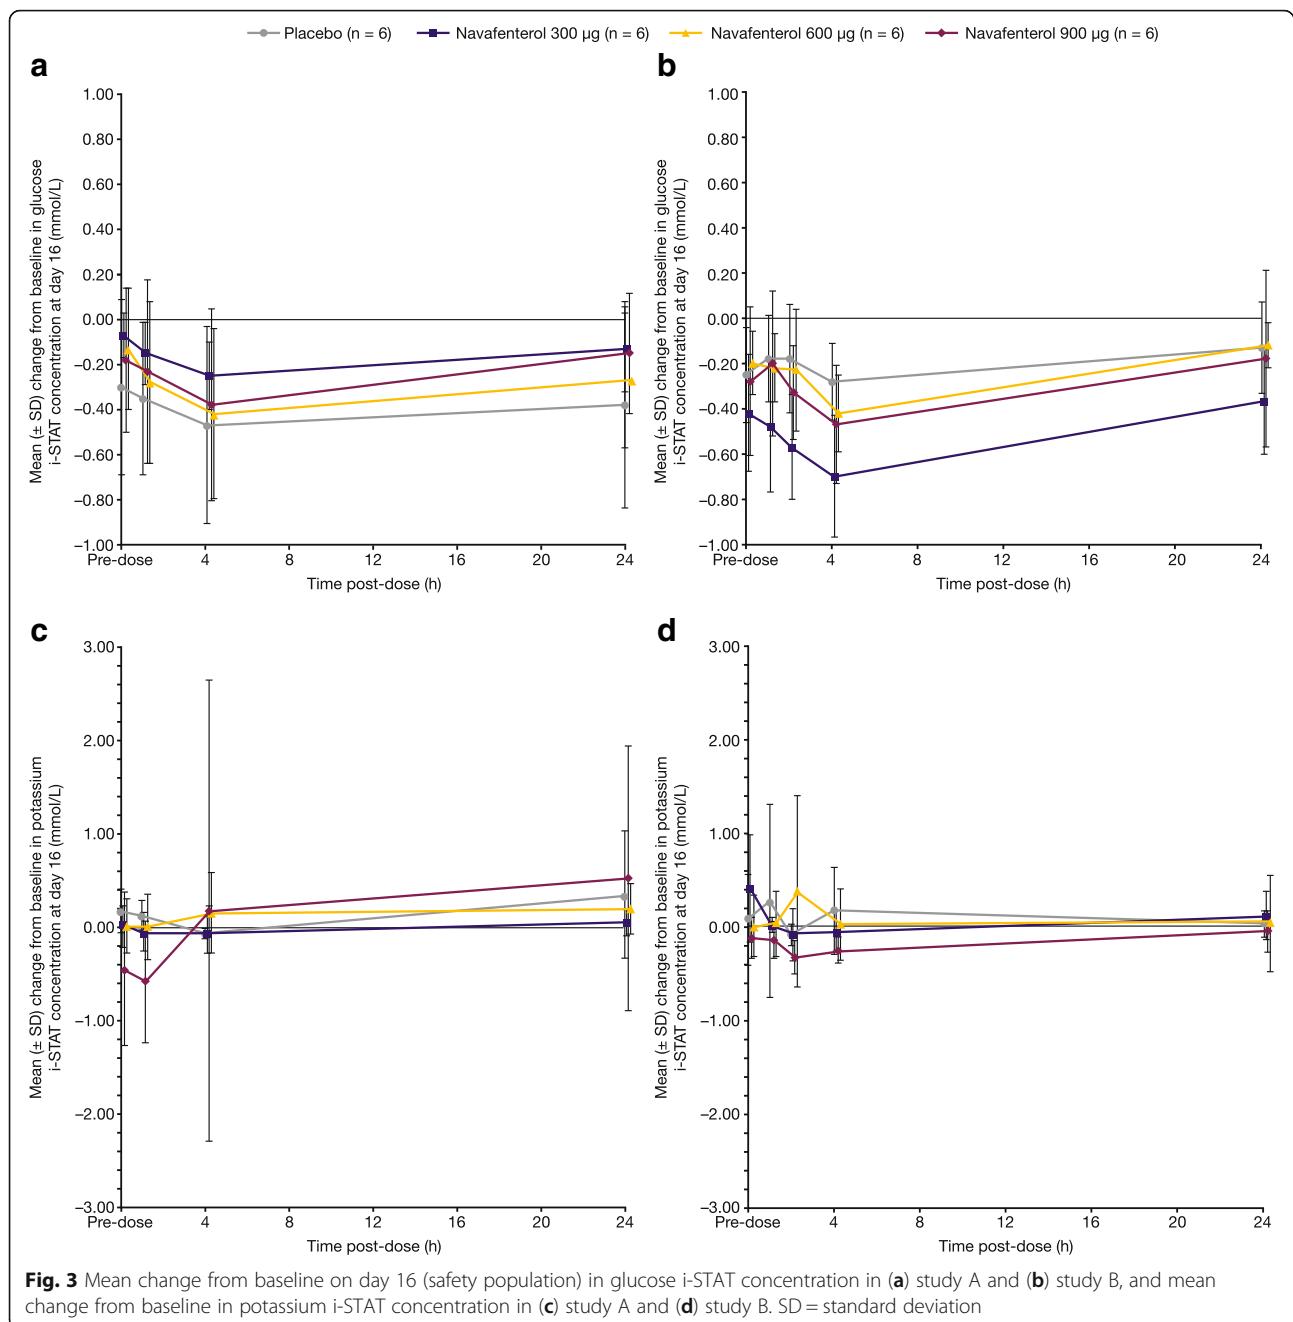 Placebo (n = 6) Navafenterol 300 µg (n = 6) Navafenterol 600 µg (n = 6) Navafenterol 900 µg (n = 6)
a
Mean (± SD) change from baseline in glucose
i-STAT concentration at day 16 (mmol/L)
1.00
0.80
0.60
0.40
0.20
0.00
–0.20
–0.40
–0.60
–0.80
–1.00
Pre-dose 4 8 12 16 20 24
Time post-dose (h)
b
Mean (± SD) change from baseline in glucose
i-STAT concentration at day 16 (mmol/L)
1.00
0.80
0.60
0.40
0.20
0.00
–0.20
–0.40
–0.60
–0.80
–1.00
Pre-dose 4 8 12 16 20 24
Time post-dose (h)
c
Mean (± SD) change from baseline in potassium
i-STAT concentration at day 16 (mmol/L)
3.00
2.00
1.00
0.00
–1.00
–2.00
–3.00
Pre-dose 4 8 12 16 20 24
Time post-dose (h)
d
Mean (± SD) change from baseline in potassium
i-STAT concentration at day 16 (mmol/L)
3.00
2.00
1.00
0.00
–1.00
–2.00
–3.00
Pre-dose 4 8 12 16 20 24
Time post-dose (h)
Fig. 3 Mean change from baseline on day 16 (safety population) in glucose i-STAT concentration in (a) study A and (b) study B, and mean
change from baseline in potassium i-STAT concentration in (c) study A and (d) study B. SD = standard deviation